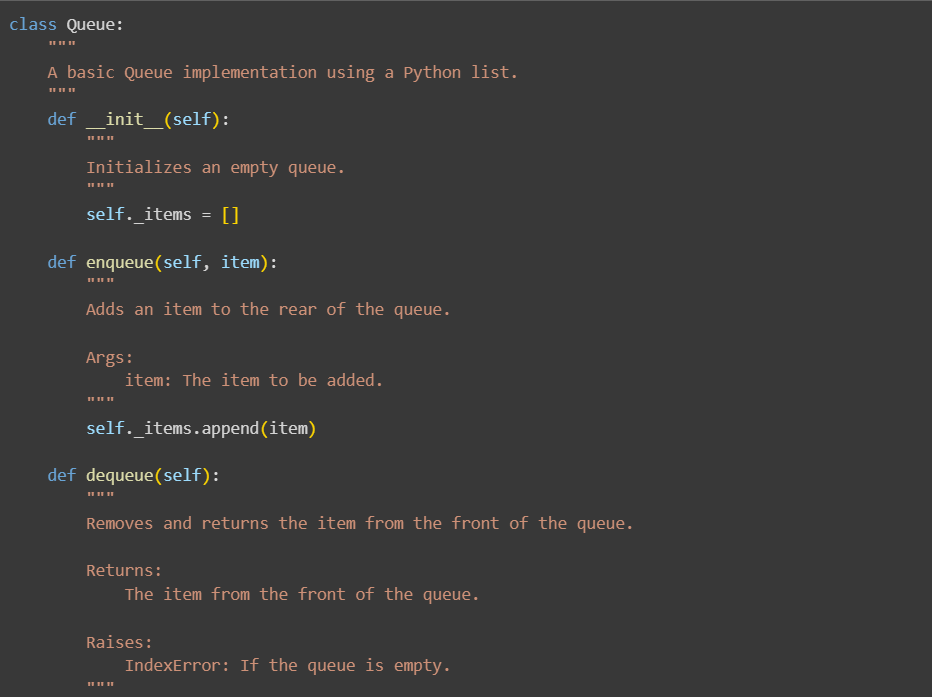 class Queue:
    """
    A basic Queue implementation using a Python list.
    """
    def __init__(self):
        """
        Initializes an empty queue.
        """
        self._items = []

    def enqueue(self, item):
        """
        Adds an item to the rear of the queue.

        Args:
            item: The item to be added.
        """
        self._items.append(item)

    def dequeue(self):
        """
        Removes and returns the item from the front of the queue.

        Returns:
            The item from the front of the queue.

        Raises:
            IndexError: If the queue is empty.
        """